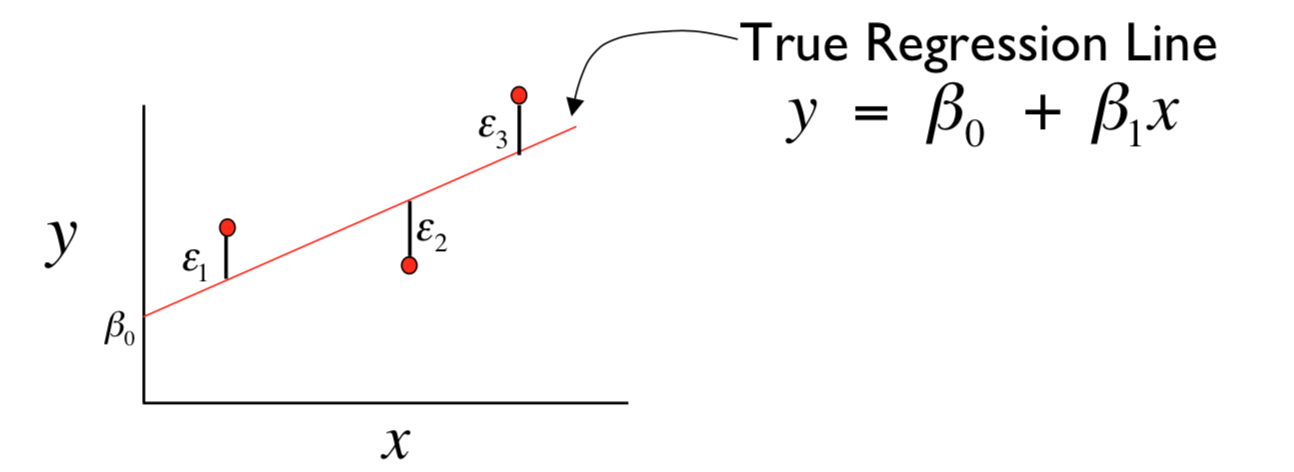 True Regression Line
y = β₀ + β₁x
ε₃
y
ε₁
ε₂
β₀
x